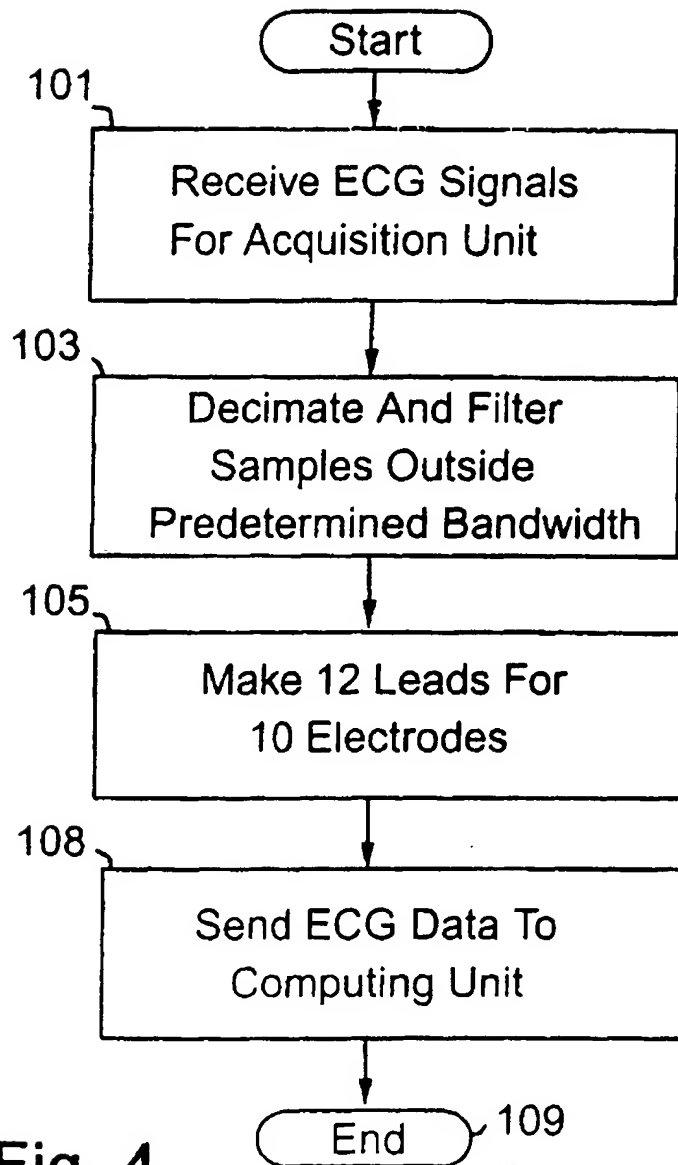 Start
101
Receive ECG Signals
For Acquisition Unit
103
Decimate And Filter
Samples Outside
Predetermined Bandwidth
105
Make 12 Leads For
10 Electrodes
108
Send ECG Data To
Computing Unit
End
109
Fig. 4